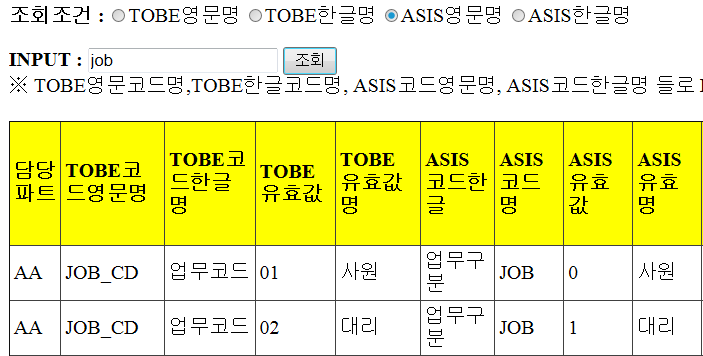 조회조건 : TOBE영문명 TOBE한글명 ASIS영문명 ASIS한글명
INPUT : job 조회
※ TOBE영문코드명,TOBE한글코드명, ASIS코드영문명, ASIS코드한글명 들로
담당파트 TOBE코드영문명 TOBE코드한글명 TOBE유효값 TOBE유효값명 ASIS코드한글 ASIS코드명 ASIS유효값 ASIS유효명
AA JOB_CD 업무코드 01 사원 업무구분 JOB 0 사원
AA JOB_CD 업무코드 02 대리 업무구분 JOB 1 대리